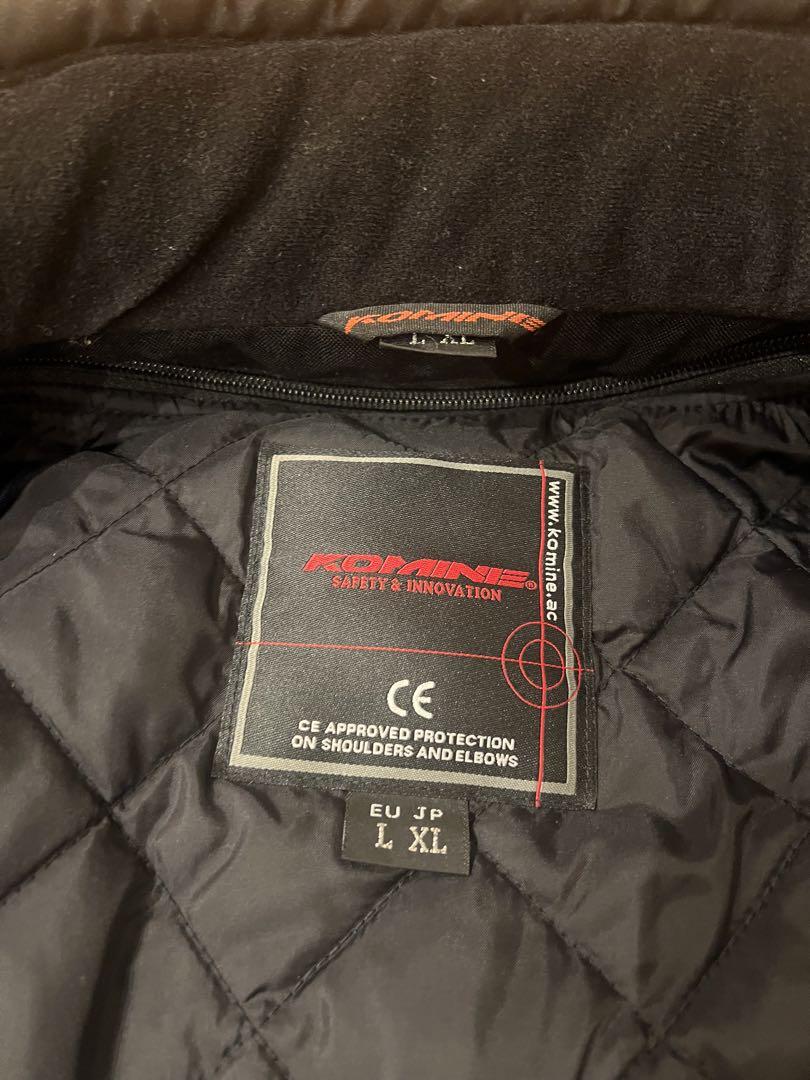 KOMINE
L XL
KOMINE®
SAFETY & INNOVATION
www.komine.ac
CE
CE APPROVED PROTECTION
ON SHOULDERS AND ELBOWS
EU JP
L XL